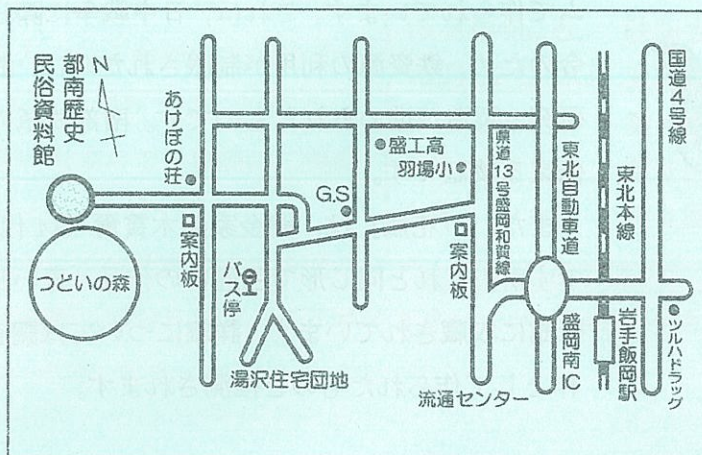 都南歴史
民俗資料館
N
つどいの森
あけぼの荘
案内板
バス停
湯沢住宅団地
G.S
盛工高
羽場小
案内板
県道13号盛岡和賀線
流通センター
東北自動車道
盛岡南IC
東北本線
岩手飯岡駅
国道4号線
ツルハドラッグ